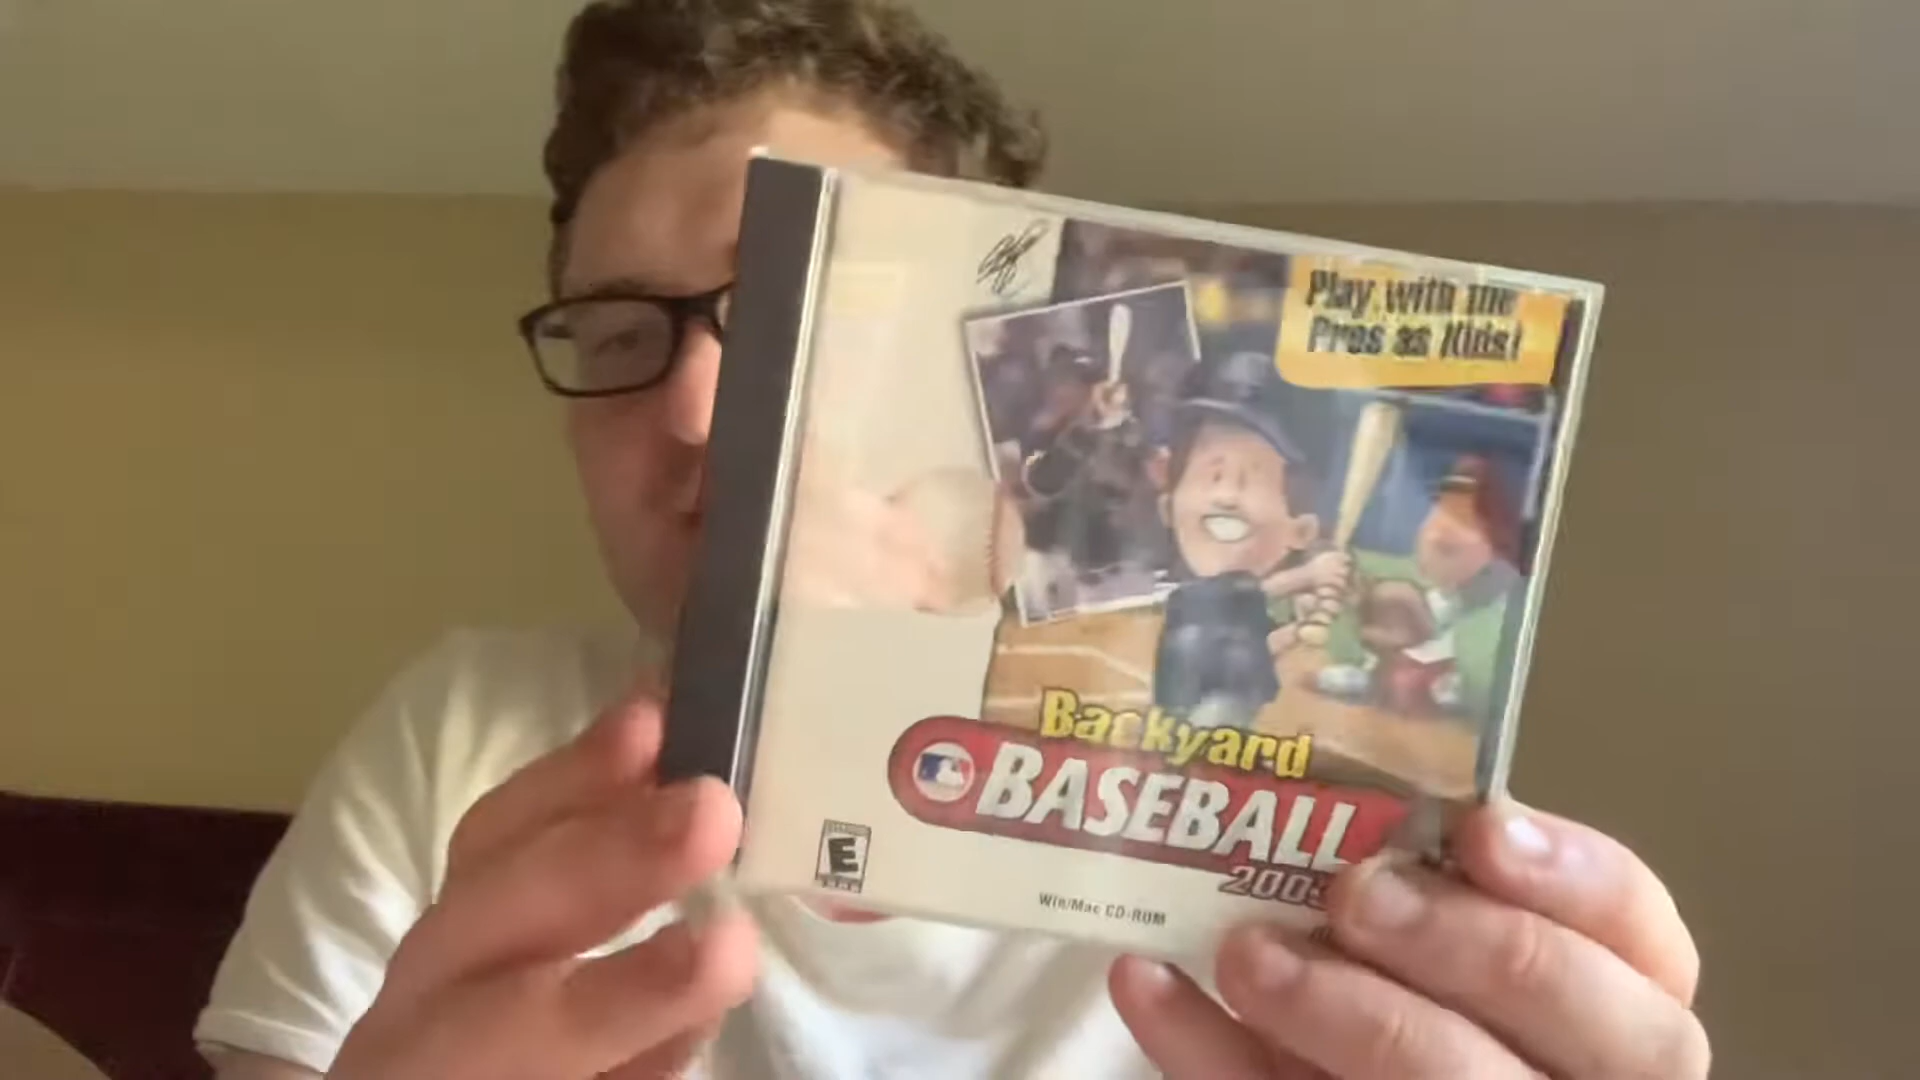 Play with the
Pros as Kids!
Backyard
BASEBALL
E
Win/Mac CD-ROM